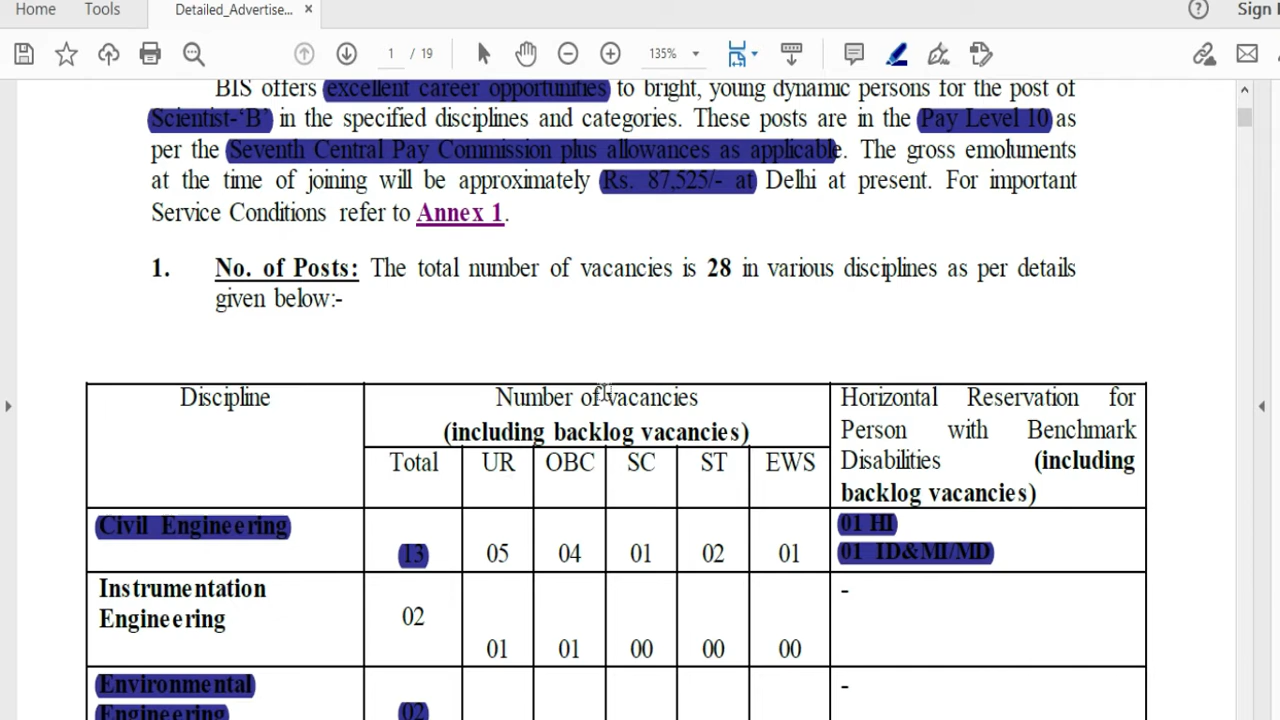 Home Tools Detailed_Advertise... ×
Sign
1 / 19 135%
BIS offers excellent career opportunities to bright, young dynamic persons for the post of
Scientist-‘B’ in the specified disciplines and categories. These posts are in the Pay Level 10 as
per the Seventh Central Pay Commission plus allowances as applicable. The gross emoluments
at the time of joining will be approximately Rs. 87,525/- at Delhi at present. For important
Service Conditions refer to Annex 1.
1. No. of Posts: The total number of vacancies is 28 in various disciplines as per details
given below:-
Discipline
Number of vacancies
(including backlog vacancies)
Horizontal Reservation for
Person with Benchmark
Disabilities (including
backlog vacancies)
Total UR OBC SC ST EWS
Civil Engineering
13 05 04 01 02 01
01 HI
01 ID&MI/MD
Instrumentation
Engineering
02 01 01 00 00 00
-
Environmental
Engineering
02
-